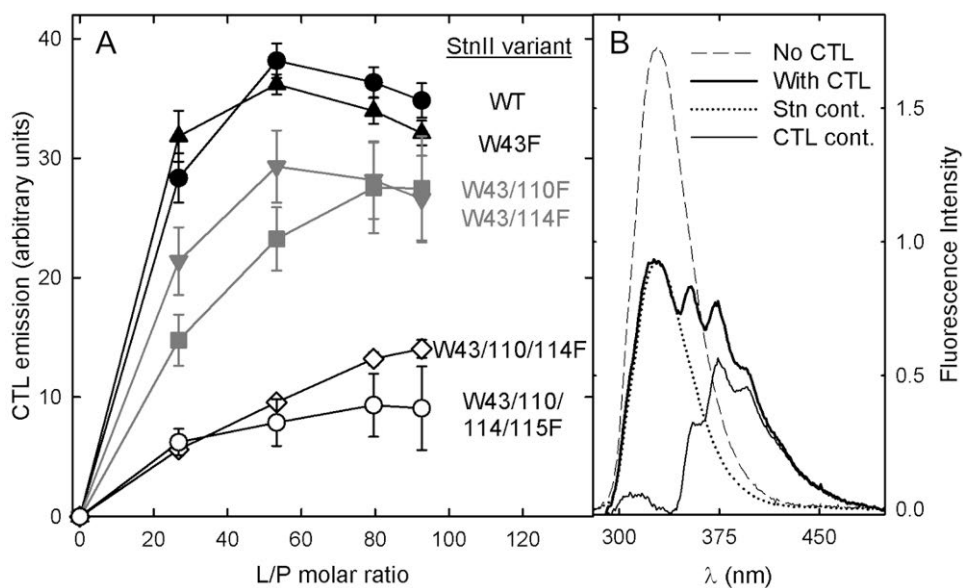 A
StnII variant
WT
W43F
W43/110F
W43/114F
W43/110/114F
W43/110/
114/115F
CTL emission (arbitrary units)
40
30
20
10
0
0 20 40 60 80 100 120
L/P molar ratio
B
No CTL
With CTL
Stn cont.
CTL cont.
1.5
1.0
0.5
0.0
Fluorescence Intensity
300 375 450
λ (nm)